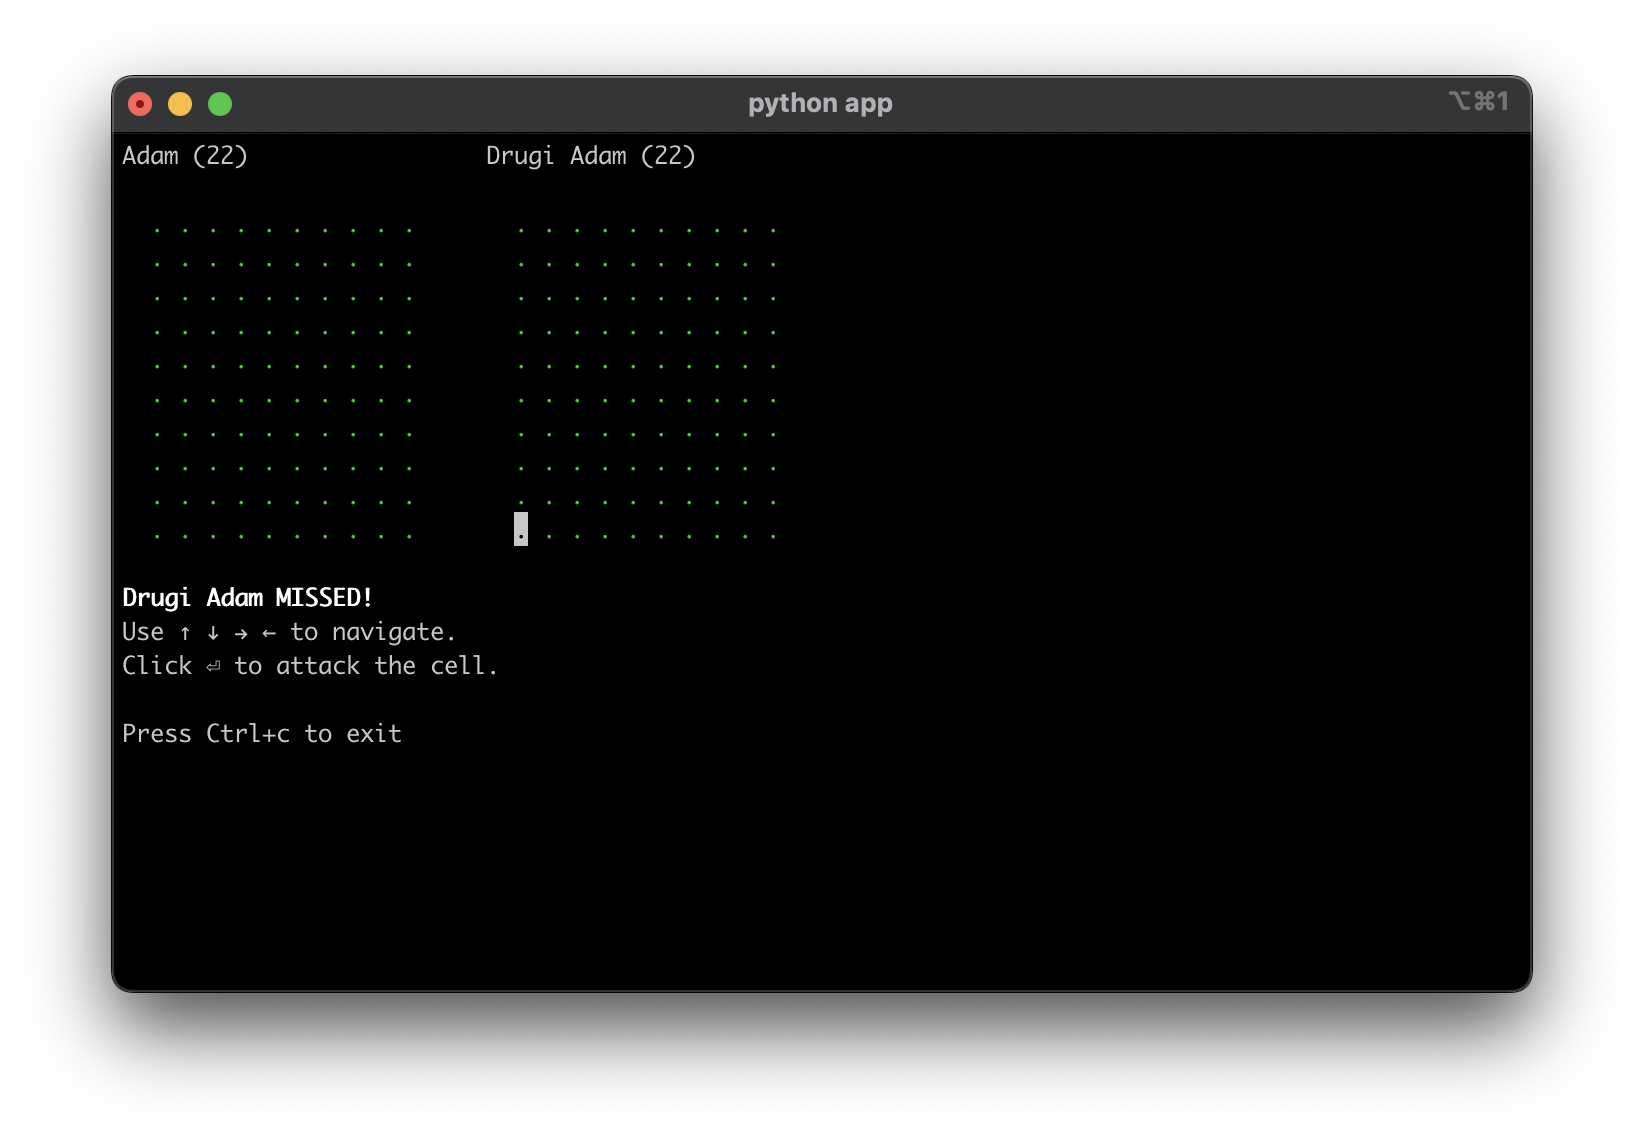 python app
⌥⌘1
Adam (22) Drugi Adam (22)
. . . . . . . . . . . . . . . . . . . .
. . . . . . . . . . . . . . . . . . . .
. . . . . . . . . . . . . . . . . . . .
. . . . . . . . . . . . . . . . . . . .
. . . . . . . . . . . . . . . . . . . .
. . . . . . . . . . . . . . . . . . . .
. . . . . . . . . . . . . . . . . . . .
. . . . . . . . . . . . . . . . . . . .
. . . . . . . . . . . . . . . . . . . .
. . . . . . . . . . . . . . . . . . . .
Drugi Adam MISSED!
Use ↑ ↓ → ← to navigate.
Click ⏎ to attack the cell.
Press Ctrl+c to exit